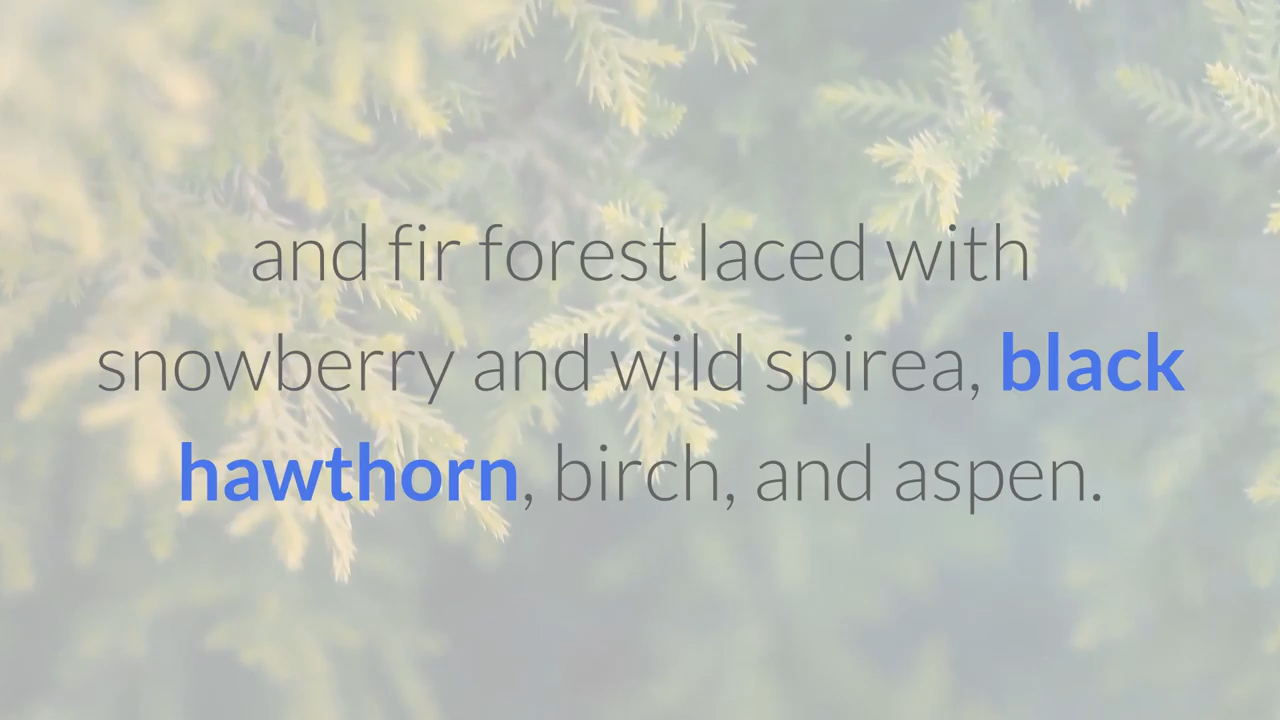 and fir forest laced with
snowberry and wild spirea, black
hawthorn, birch, and aspen.